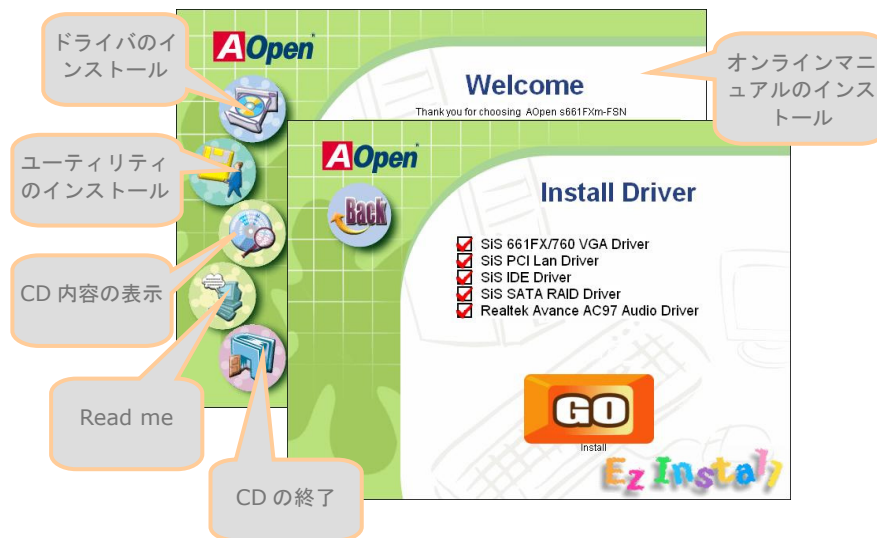 ドライバのイ
ンストール
AOpen
Welcome
Thank you for choosing AOpen s661FXm-FSN
オンラインマニ
ュアルのインス
トール
ユーティリティ
のインストール
AOpen
Back
Install Driver
SiS 661FX/760 VGA Driver
SiS PCI Lan Driver
SiS IDE Driver
SiS SATA RAID Driver
Realtek Avance AC97 Audio Driver
CD 内容の表示
Read me
GO
Install
Ez Install
CD の終了